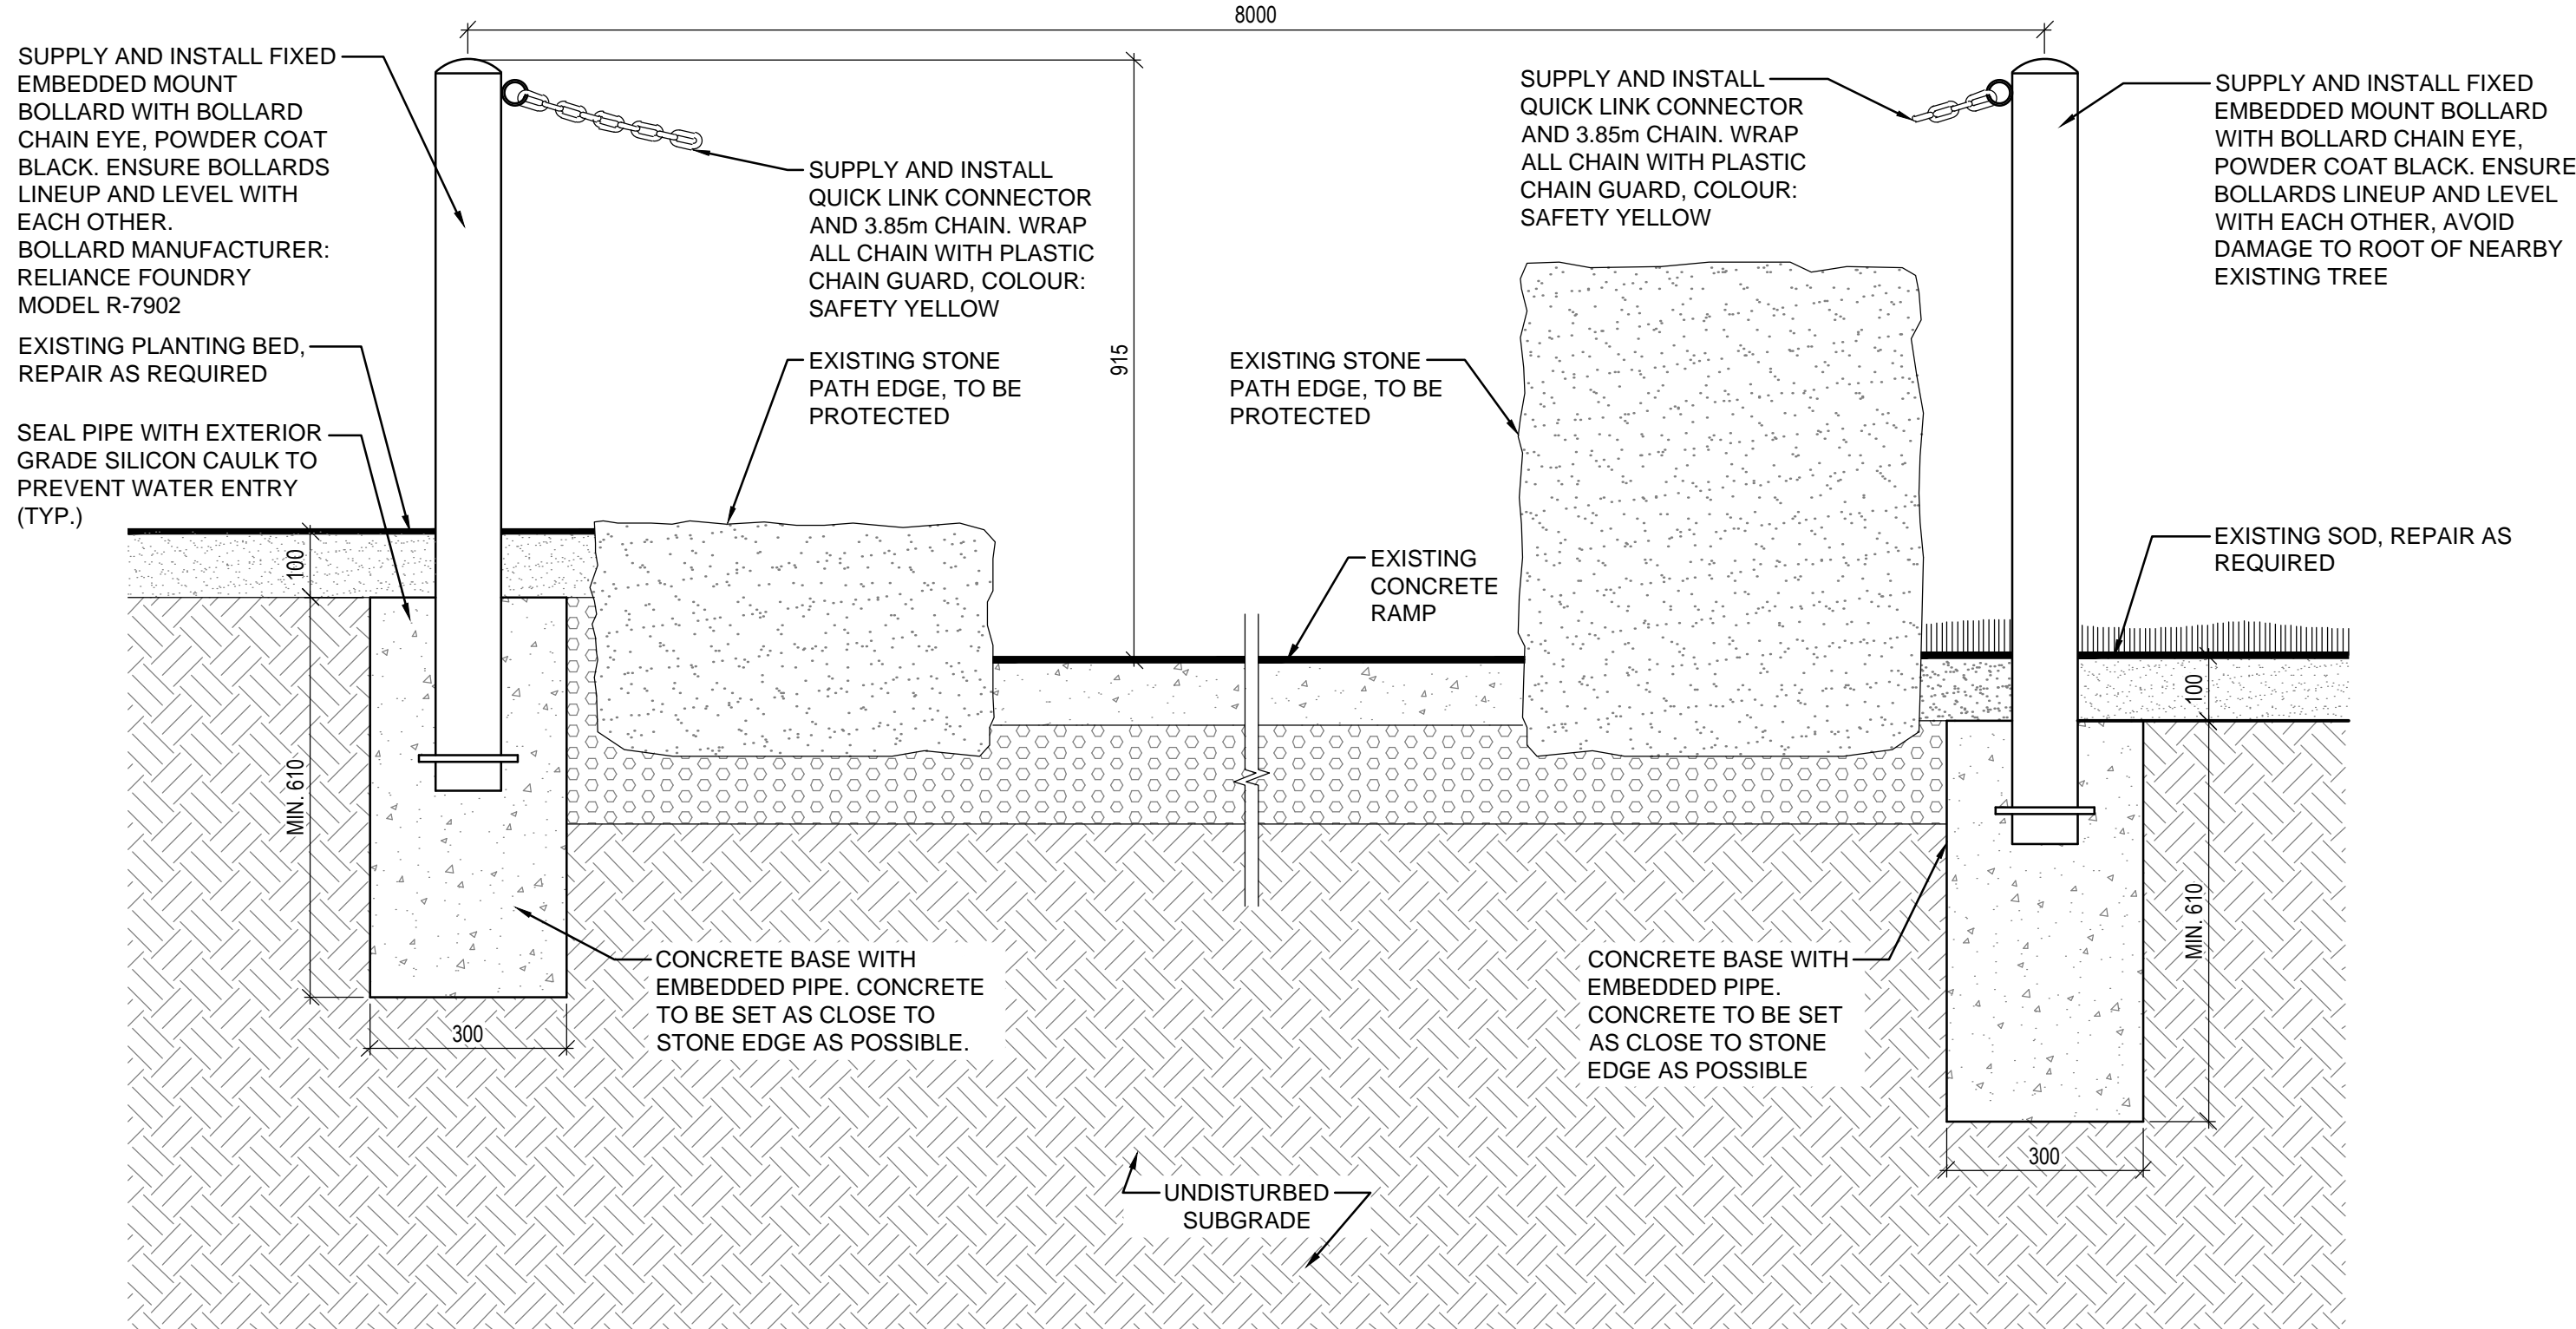 8000
SUPPLY AND INSTALL FIXED
EMBEDDED MOUNT
BOLLARD WITH BOLLARD
CHAIN EYE, POWDER COAT
BLACK. ENSURE BOLLARDS
LINEUP AND LEVEL WITH
EACH OTHER.
BOLLARD MANUFACTURER:
RELIANCE FOUNDRY
MODEL R-7902
EXISTING PLANTING BED,
REPAIR AS REQUIRED
SEAL PIPE WITH EXTERIOR
GRADE SILICON CAULK TO
PREVENT WATER ENTRY
(TYP.)
SUPPLY AND INSTALL
QUICK LINK CONNECTOR
AND 3.85m CHAIN. WRAP
ALL CHAIN WITH PLASTIC
CHAIN GUARD, COLOUR:
SAFETY YELLOW
EXISTING STONE
PATH EDGE, TO BE
PROTECTED
915
SUPPLY AND INSTALL
QUICK LINK CONNECTOR
AND 3.85m CHAIN. WRAP
ALL CHAIN WITH PLASTIC
CHAIN GUARD, COLOUR:
SAFETY YELLOW
EXISTING STONE
PATH EDGE, TO BE
PROTECTED
SUPPLY AND INSTALL FIXED
EMBEDDED MOUNT BOLLARD
WITH BOLLARD CHAIN EYE,
POWDER COAT BLACK. ENSURE
BOLLARDS LINEUP AND LEVEL
WITH EACH OTHER, AVOID
DAMAGE TO ROOT OF NEARBY
EXISTING TREE
EXISTING
CONCRETE
RAMP
EXISTING SOD, REPAIR AS
REQUIRED
100
MIN. 610
300
CONCRETE BASE WITH
EMBEDDED PIPE. CONCRETE
TO BE SET AS CLOSE TO
STONE EDGE AS POSSIBLE.
CONCRETE BASE WITH
EMBEDDED PIPE.
CONCRETE TO BE SET
AS CLOSE TO STONE
EDGE AS POSSIBLE
100
MIN. 610
300
UNDISTURBED
SUBGRADE